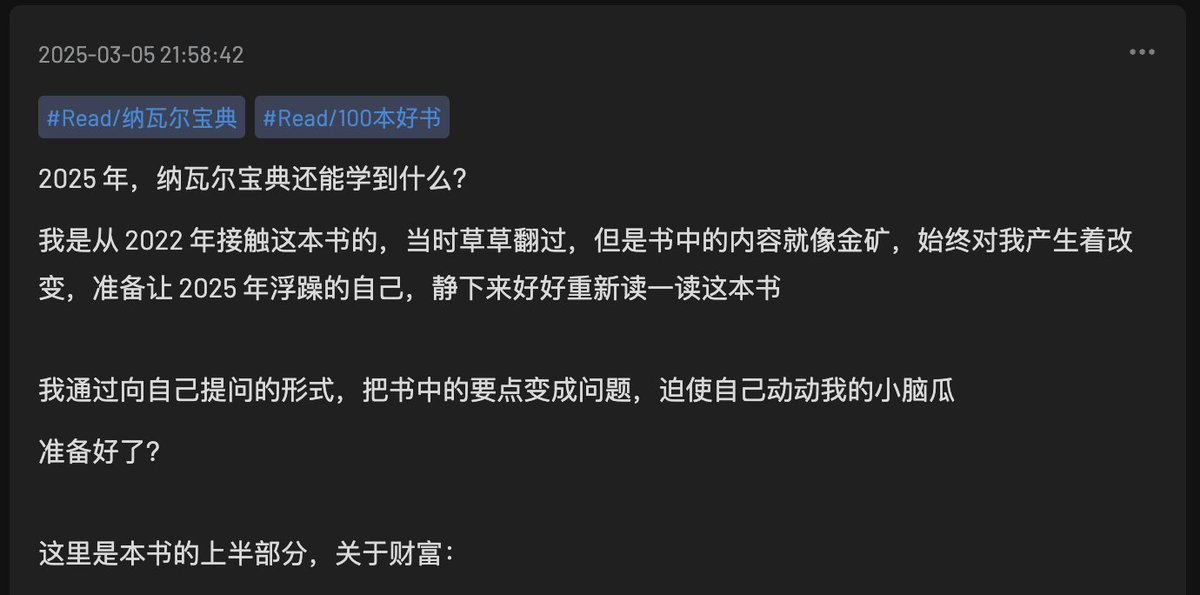 2025-03-05 21:58:42
#Read/纳瓦尔宝典 #Read/100本好书
2025 年，纳瓦尔宝典还能学到什么？
我是从 2022 年接触这本书的，当时草草翻过，但是书中的内容就像金矿，始终对我产生着改
变，准备让 2025 年浮躁的自己，静下来好好重新读一读这本书
我通过向自己提问的形式，把书中的要点变成问题，迫使自己动动我的小脑瓜
准备好了？
这里是本书的上半部分，关于财富：